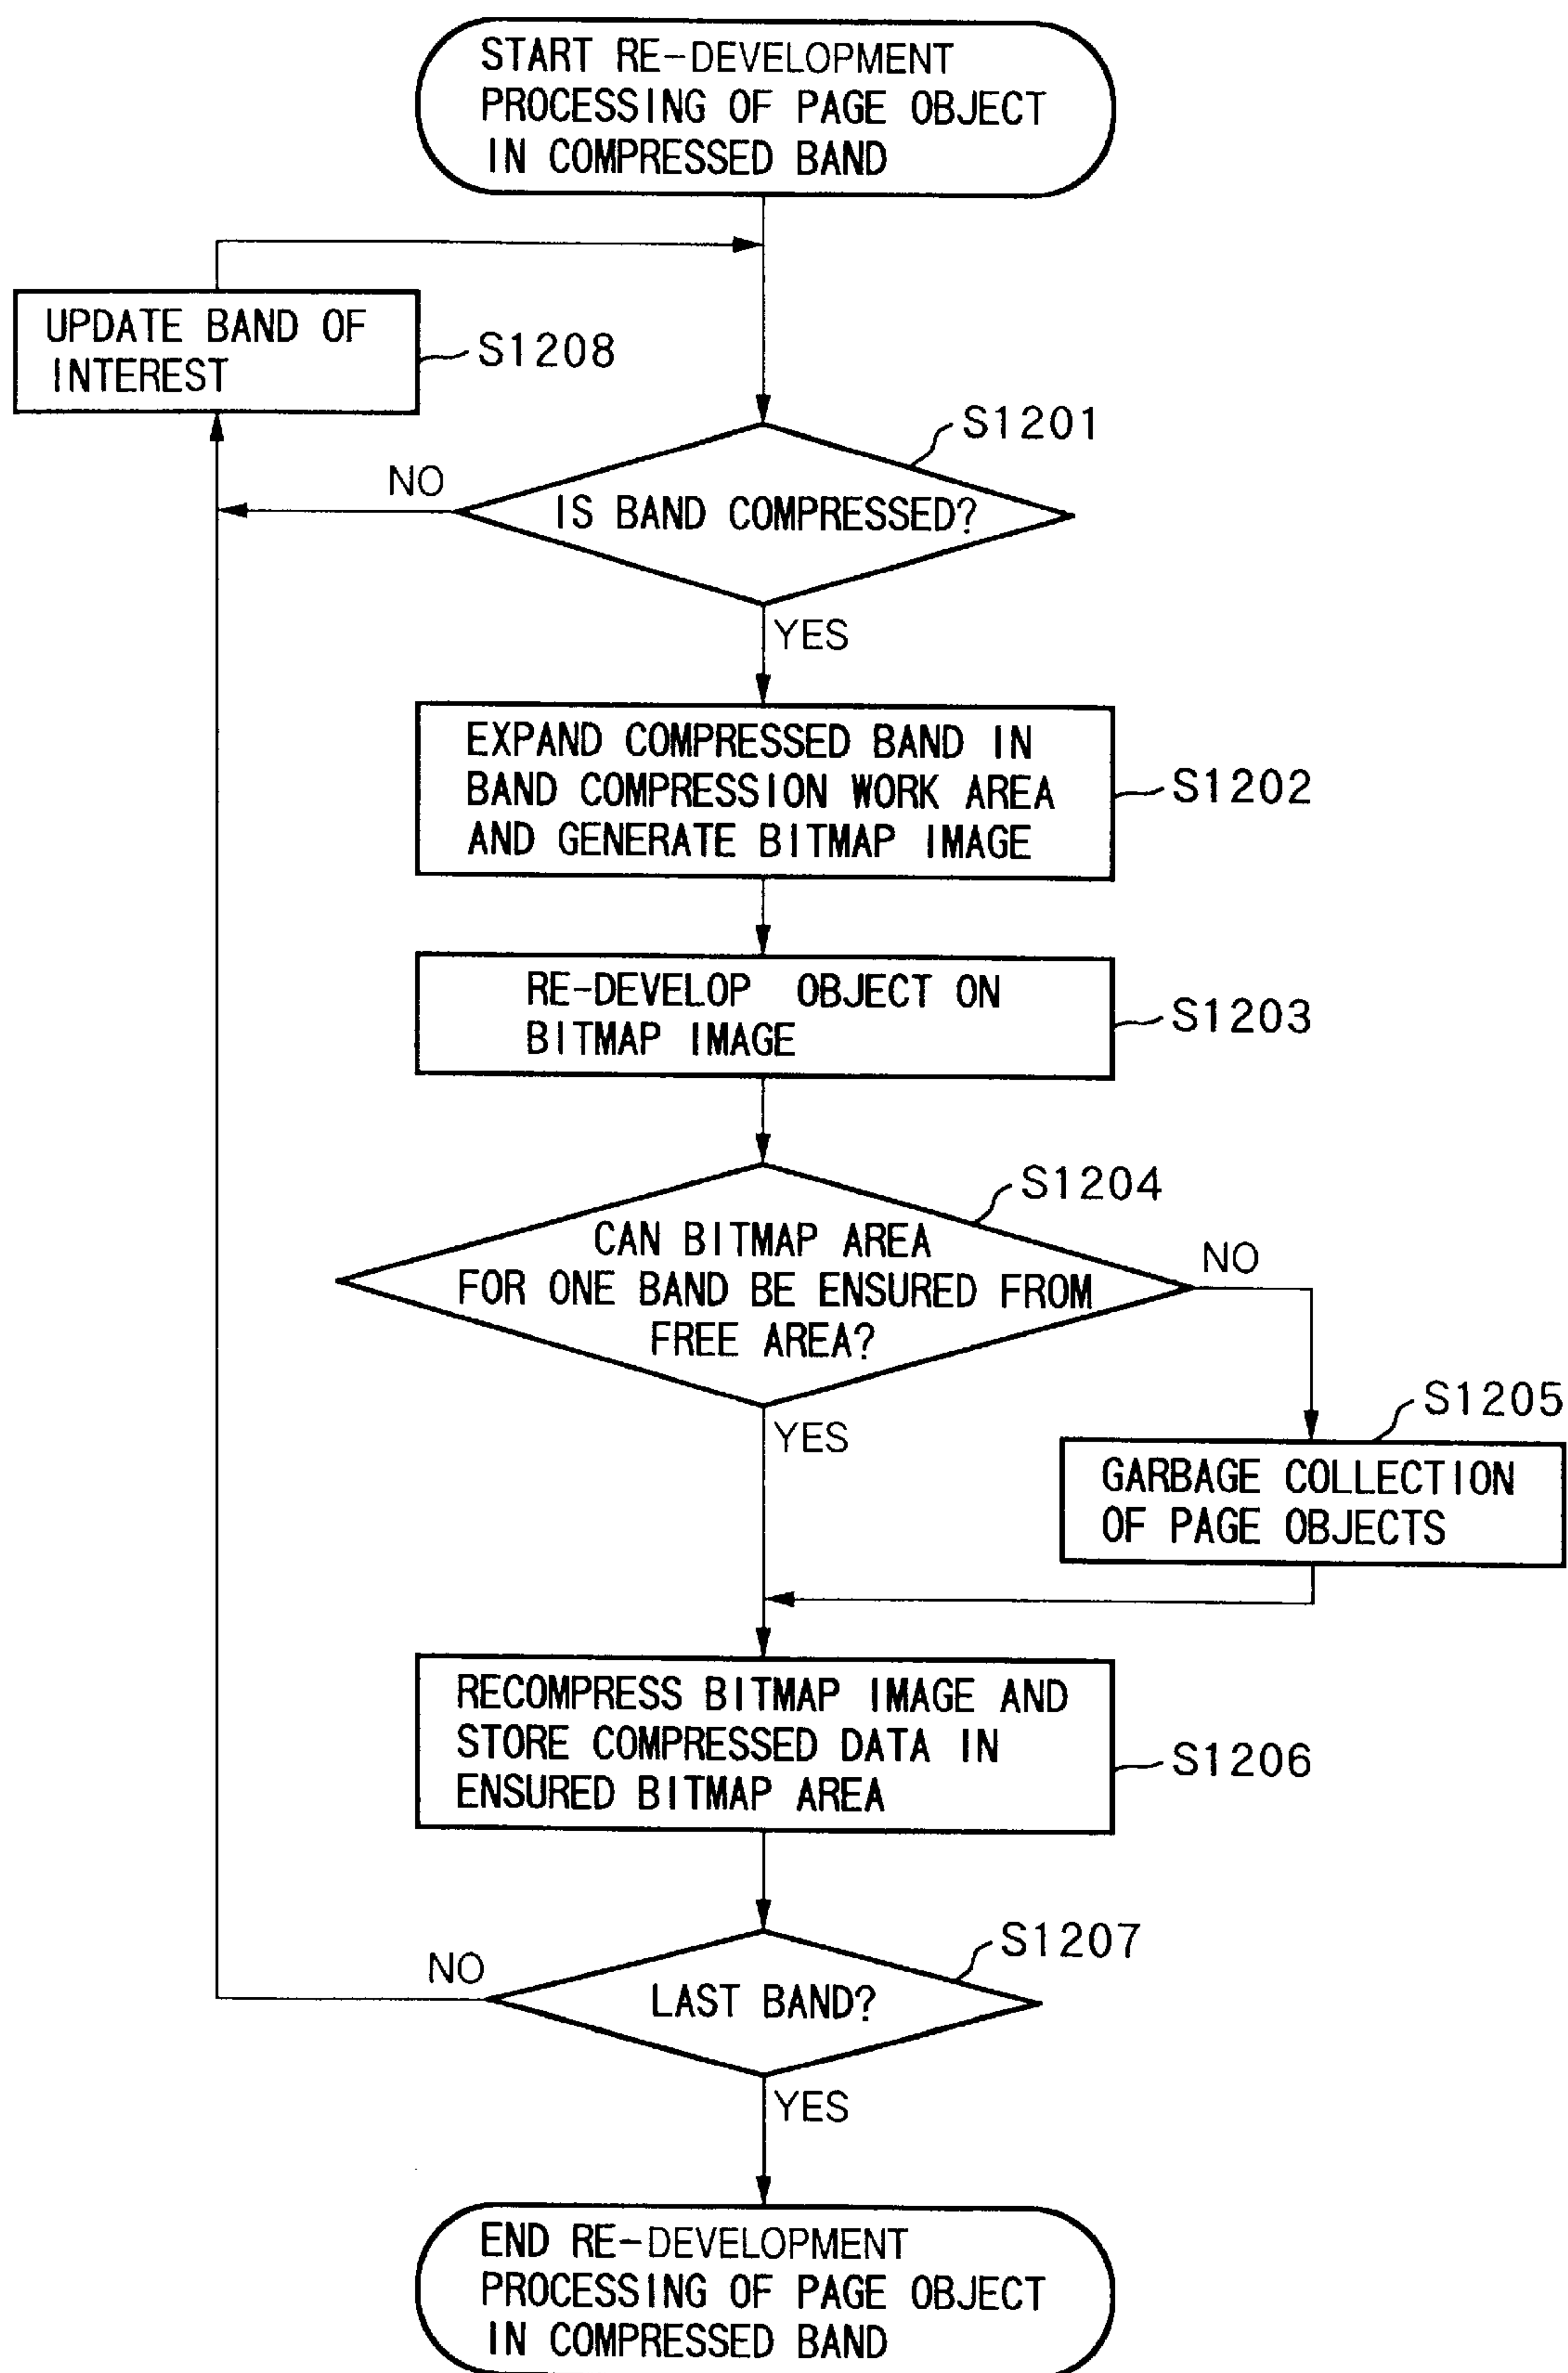 START RE-DEVELOPMENT
PROCESSING OF PAGE OBJECT
IN COMPRESSED BAND
UPDATE BAND OF
INTEREST
S1208
S1201
NO
IS BAND COMPRESSED?
YES
EXPAND COMPRESSED BAND IN
BAND COMPRESSION WORK AREA
AND GENERATE BITMAP IMAGE
S1202
RE-DEVELOP OBJECT ON
BITMAP IMAGE
S1203
S1204
CAN BITMAP AREA
FOR ONE BAND BE ENSURED FROM
FREE AREA?
NO
YES
S1205
GARBAGE COLLECTION
OF PAGE OBJECTS
RECOMPRESS BITMAP IMAGE AND
STORE COMPRESSED DATA IN
ENSURED BITMAP AREA
S1206
S1207
NO
LAST BAND?
YES
END RE-DEVELOPMENT
PROCESSING OF PAGE OBJECT
IN COMPRESSED BAND